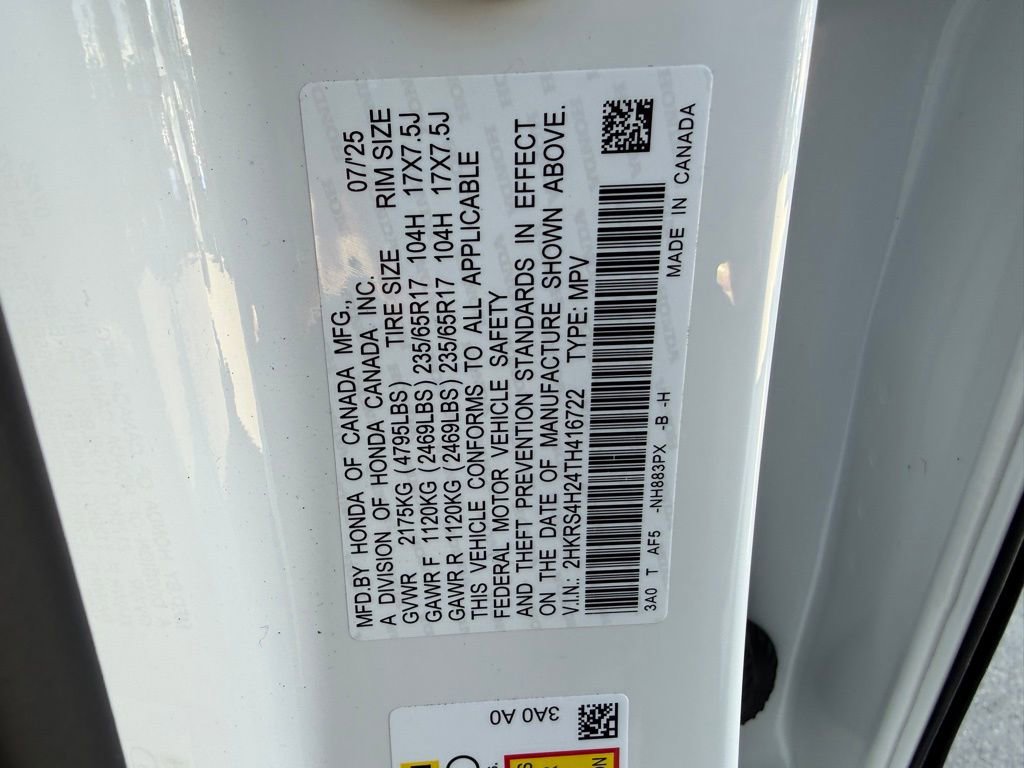 MFD.BY HONDA OF CANADA MFG., 07/'25
A DIVISION OF HONDA CANADA INC.
TIRE SIZE RIM SIZE
GVWR 2175KG (4795LBS)
GAWR F 1120KG (2469LBS) 235/65R17 104H 17X7.5J
GAWR R 1120KG (2469LBS) 235/65R17 104H 17X7.5J
THIS VEHICLE CONFORMS TO ALL APPLICABLE
FEDERAL MOTOR VEHICLE SAFETY
AND THEFT PREVENTION STANDARDS IN EFFECT
ON THE DATE OF MANUFACTURE SHOWN ABOVE.
V.I.N.: 2HKRS4H24TH416722 TYPE: MPV
3A0 T AF5 -NH883PX -B -H MADE IN CANADA
3A0 A0